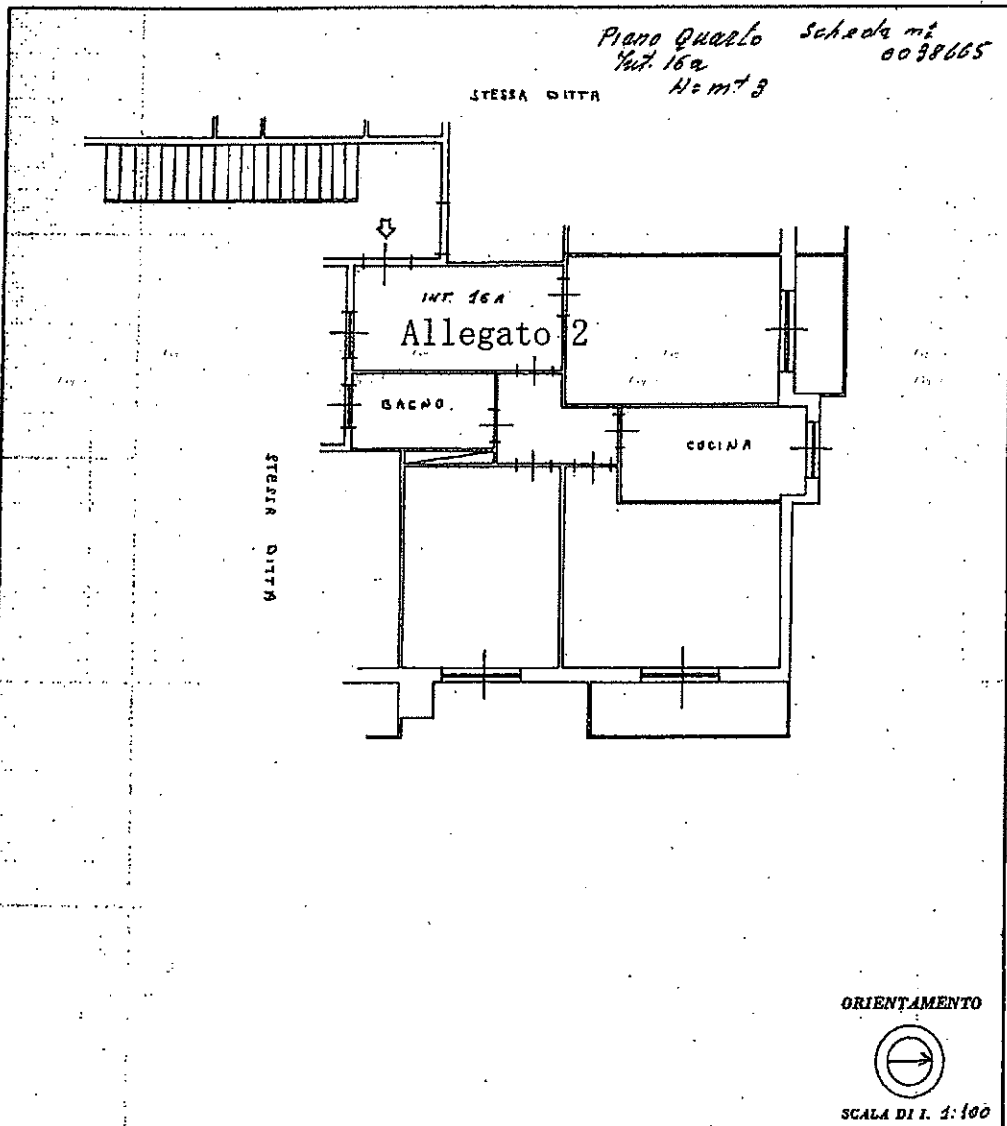 Piano Quarto Scheda
Int. 16a 0038665
H= mt 3
STESSA DITTA
INT. 16A
Allegato 2
BAGNO.
CUCINA
STESSA DITTA
ORIENTAMENTO
SCALA DI 1. 1:100